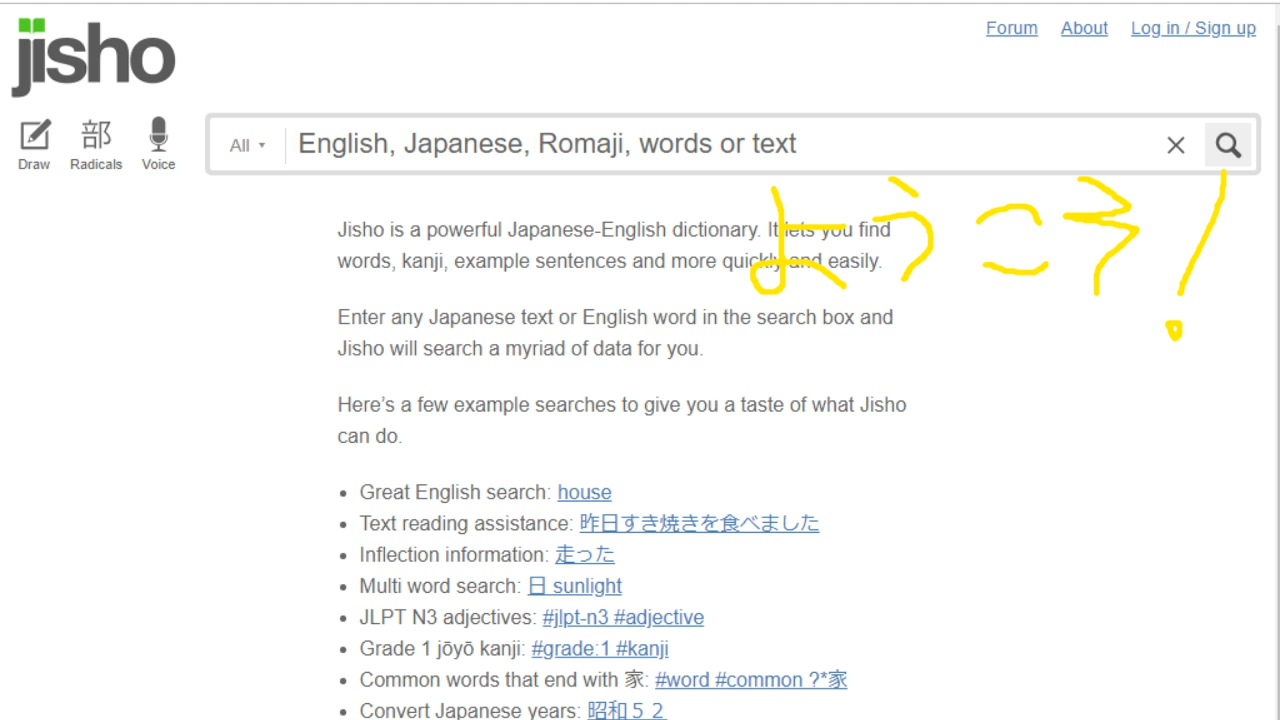 jisho
Forum About Log in / Sign up
Draw Radicals Voice
部
All English, Japanese, Romaji, words or text
ようこそ!
Jisho is a powerful Japanese-English dictionary. It lets you find
words, kanji, example sentences and more quickly and easily.
Enter any Japanese text or English word in the search box and
Jisho will search a myriad of data for you.
Here’s a few example searches to give you a taste of what Jisho
can do.
Great English search: house
Text reading assistance: 昨日すき焼きを食べました
Inflection information: 走った
Multi word search: 日 sunlight
JLPT N3 adjectives: #jlpt-n3 #adjective
Grade 1 jōyō kanji: #grade:1 #kanji
Common words that end with 家: #word #common ?*家
Convert Japanese years: 昭和５２